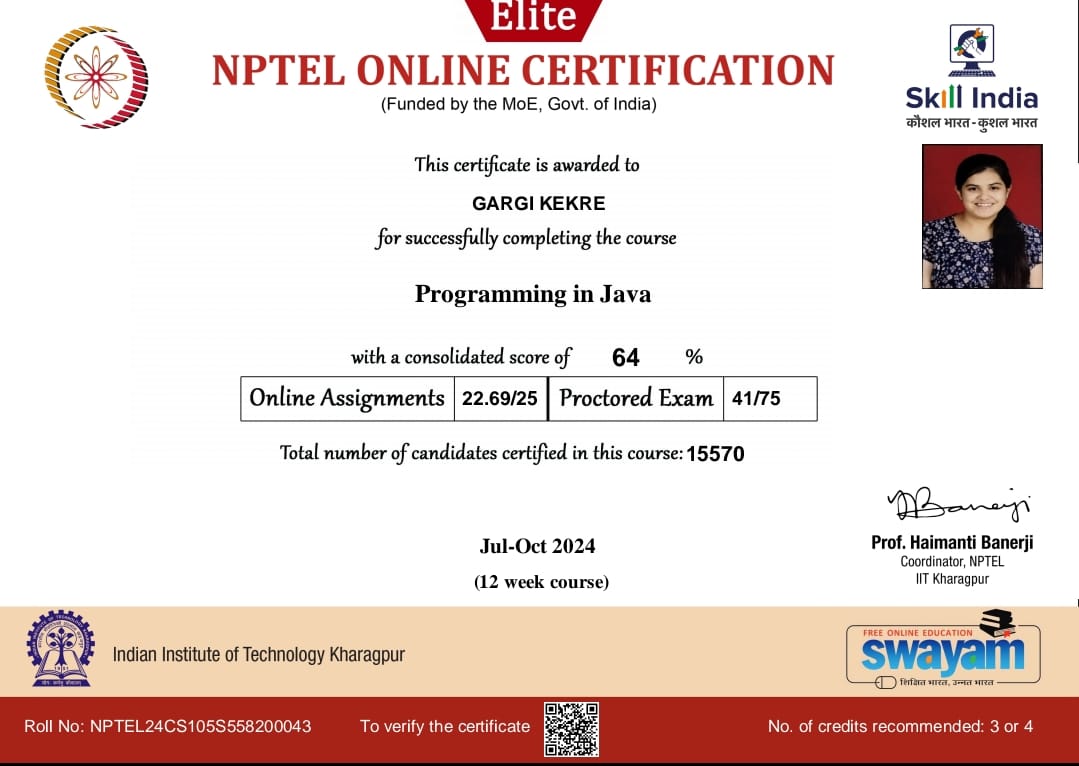 Elite
NPTEL ONLINE CERTIFICATION
(Funded by the MoE, Govt. of India)
Skill India
कौशल भारत - कुशल भारत
This certificate is awarded to
GARGI KEKRE
for successfully completing the course
Programming in Java
with a consolidated score of 64 %
Online Assignments 22.69/25 Proctored Exam 41/75
Total number of candidates certified in this course: 15570
Jul-Oct 2024
(12 week course)
Prof. Haimanti Banerji
Coordinator, NPTEL
IIT Kharagpur
Indian Institute of Technology Kharagpur
FREE ONLINE EDUCATION
swayam
शिक्षित भारत, उन्नत भारत
Roll No: NPTEL24CS105S558200043 To verify the certificate No. of credits recommended: 3 or 4